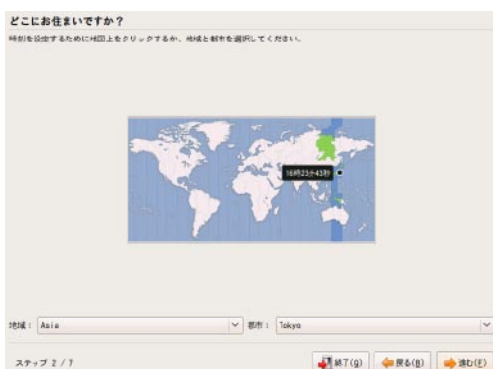 どこにお住まいですか？
時刻を設定するために地図上をクリックするか、地域と都市を選択してください。
16時23分43秒
地域： Asia 都市： Tokyo
ステップ 2 / 7 終了(Q) 戻る(B) 進む(F)